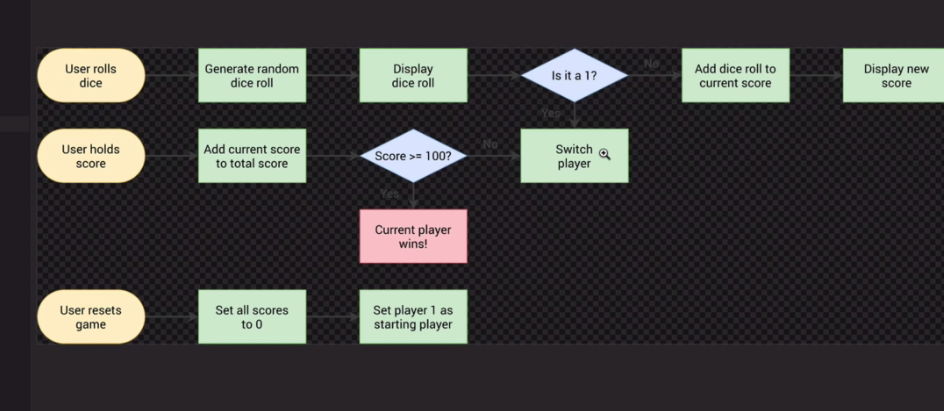 User rolls
dice
Generate random
dice roll
Display
dice roll
Is it a 1?
No
Add dice roll to
current score
Display new
score
Yes
User holds
score
Add current score
to total score
Score >= 100?
No
Switch
player
Yes
Current player
wins!
User resets
game
Set all scores
to 0
Set player 1 as
starting player